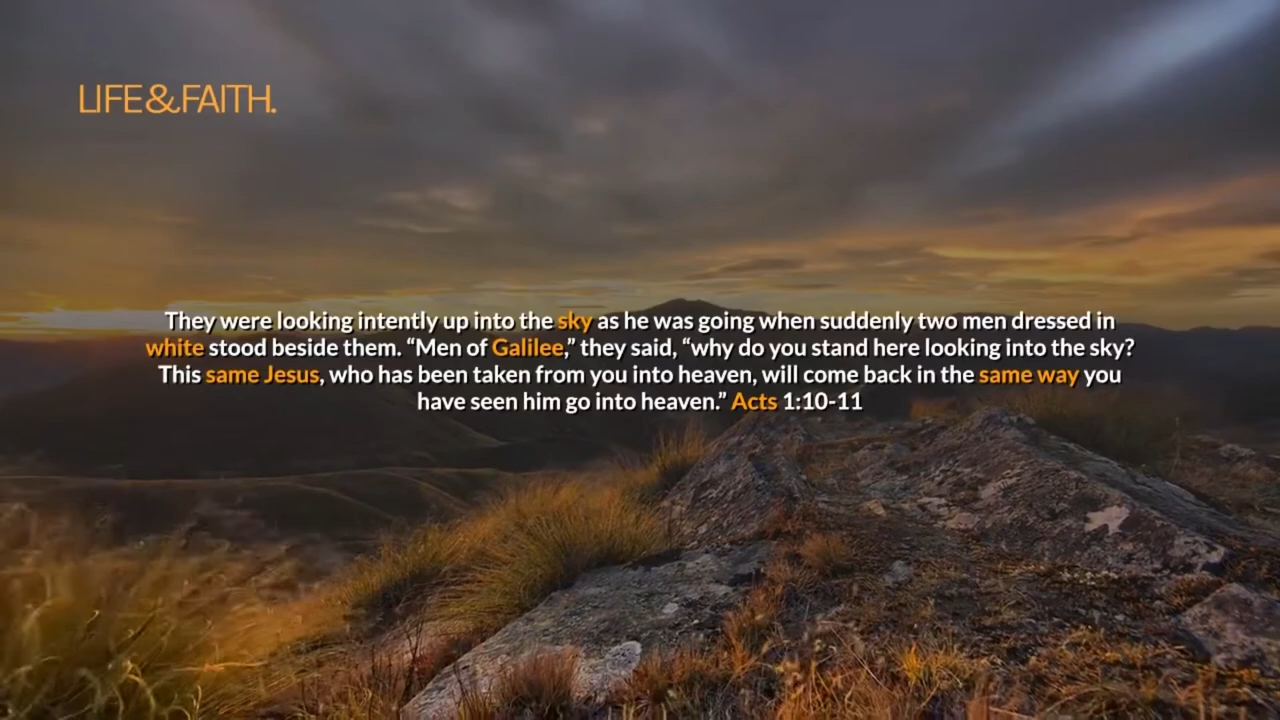 LIFE&FAITH.
They were looking intently up into the sky as he was going when suddenly two men dressed in
white stood beside them. “Men of Galilee,” they said, “why do you stand here looking into the sky?
This same Jesus, who has been taken from you into heaven, will come back in the same way you
have seen him go into heaven.” Acts 1:10-11